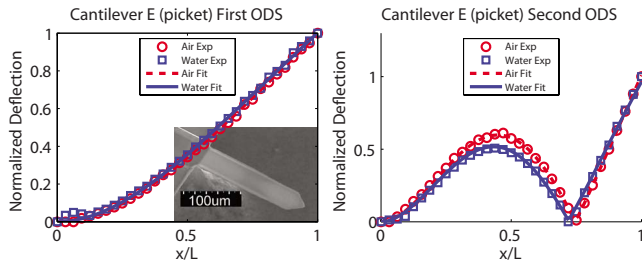 Cantilever E (picket) First ODS
Normalized Deflection
1
0.8
0.6
0.4
0.2
0
Air Exp
Water Exp
Air Fit
Water Fit
100um
0
0.5
1
x/L
Cantilever E (picket) Second ODS
Normalized Deflection
1
0.5
0
Air Exp
Water Exp
Air Fit
Water Fit
0
0.5
1
x/L